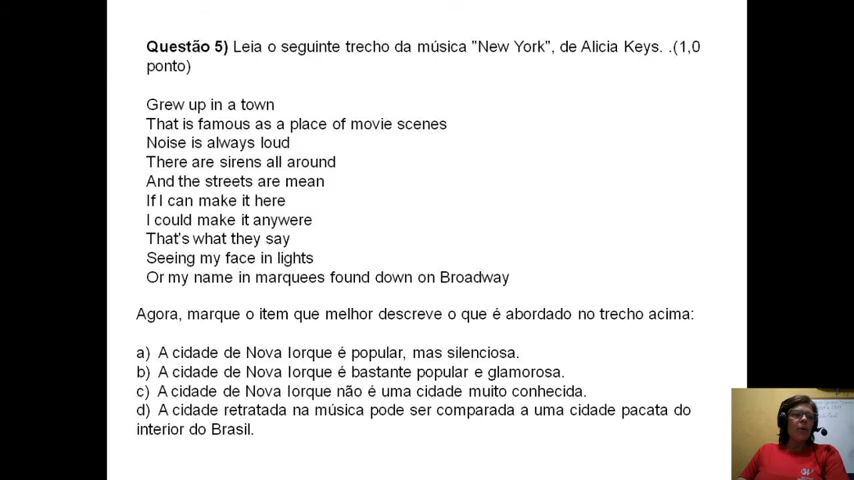 Questão 5) Leia o seguinte trecho da música "New York", de Alicia Keys. .(1,0
ponto)
Grew up in a town
That is famous as a place of movie scenes
Noise is always loud
There are sirens all around
And the streets are mean
If I can make it here
I could make it anywere
That's what they say
Seeing my face in lights
Or my name in marquees found down on Broadway
Agora, marque o item que melhor descreve o que é abordado no trecho acima:
a) A cidade de Nova Iorque é popular, mas silenciosa.
b) A cidade de Nova Iorque é bastante popular e glamorosa.
c) A cidade de Nova Iorque não é uma cidade muito conhecida.
d) A cidade retratada na música pode ser comparada a uma cidade pacata do
interior do Brasil.